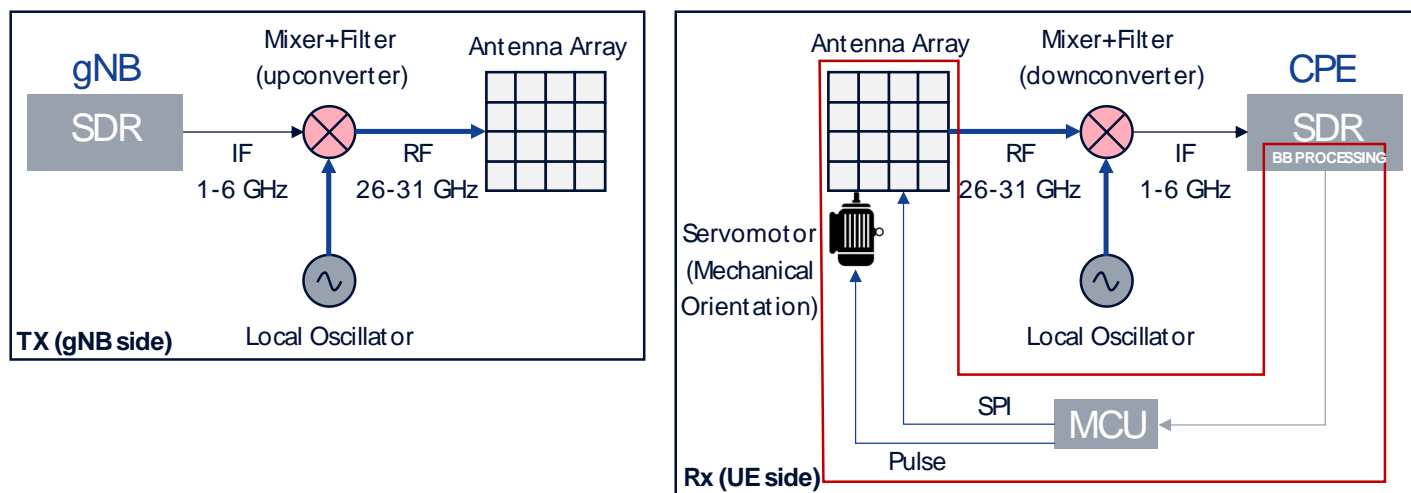 gNB
SDR
Mixer+Filter
(upconverter)
Antenna Array
IF
1-6 GHz
RF
26-31 GHz
Local Oscillator
TX (gNB side)
Antenna Array
Mixer+Filter
(downconverter)
CPE
SDR
BB PROCESSING
RF
26-31 GHz
IF
1-6 GHz
Servomotor
(Mechanical
Orientation)
Local Oscillator
SPI
MCU
Pulse
Rx (UE side)